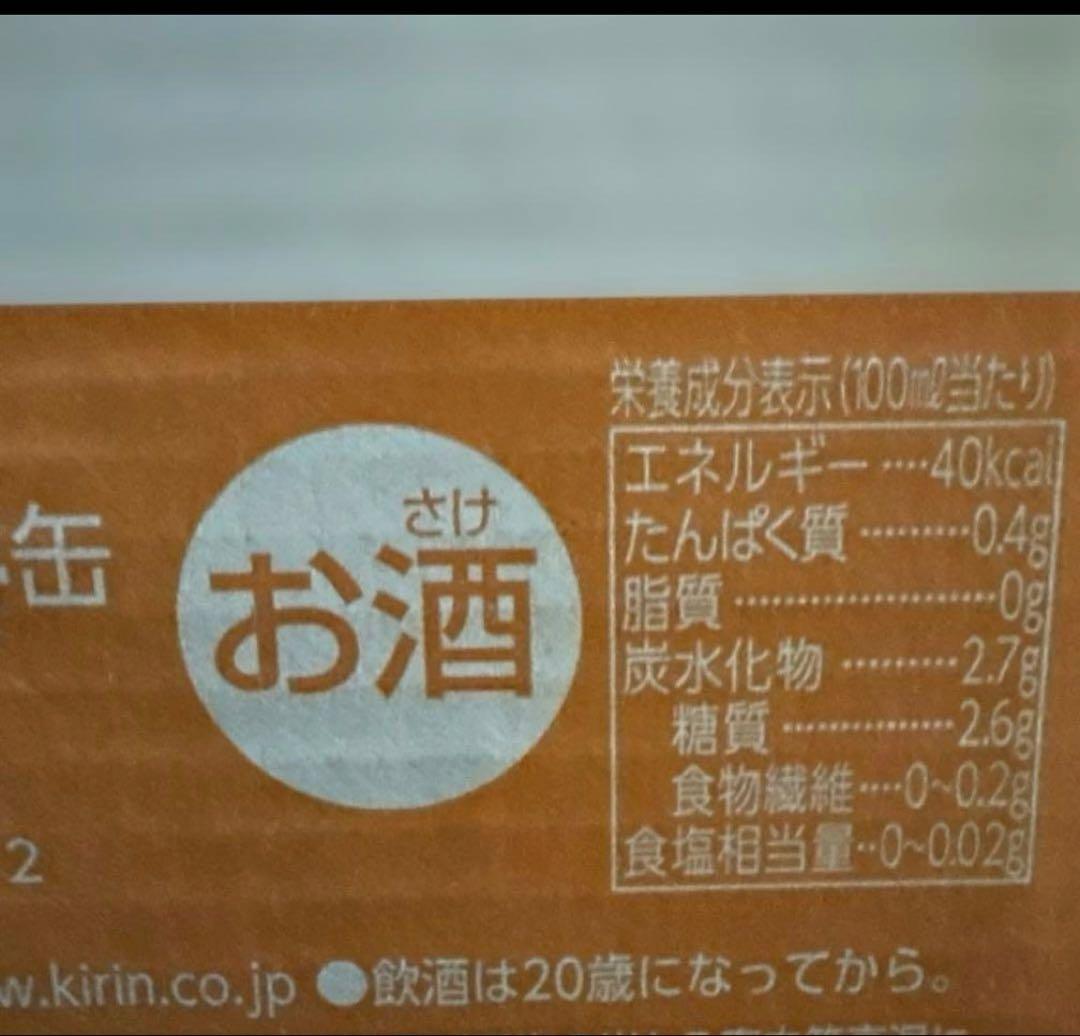 栄養成分表示(100㎖当たり)
エネルギー····40kcal
たんぱく質·········0.4g
脂質·····················0g
炭水化物·········2.7g
糖質··············2.6g
食物繊維····0~0.2g
食塩相当量··0~0.02g
さけ
お酒
缶
2
w.kirin.co.jp ●飲酒は20歳になってから。